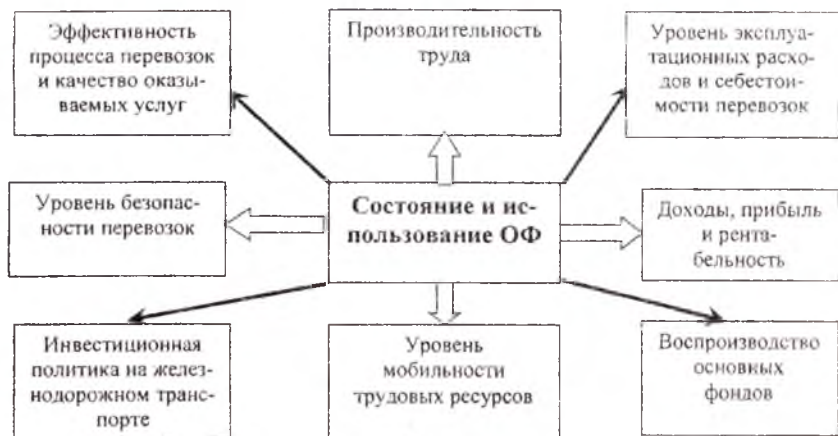 Эффективность
процесса перевозок
и качество оказы-
ваемых услуг
Производительность
труда
Уровень эксплуа-
тационных расхо-
дов и себестои-
мости перевозок
Уровень безопас-
ности перевозок
Состояние и ис-
пользование ОФ
Доходы, прибыль
и рента-
бельность
Инвестиционная
политика на желез-
нодорожном транс-
порте
Уровень
мобильности
трудовых ресурсов
Воспроизводство
основных
фондов